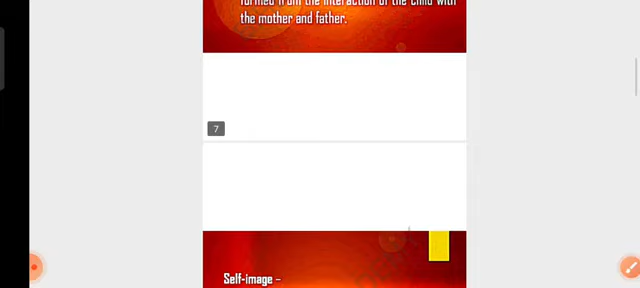 formed from the interaction of the child with
the mother and father.
7
Self-image –